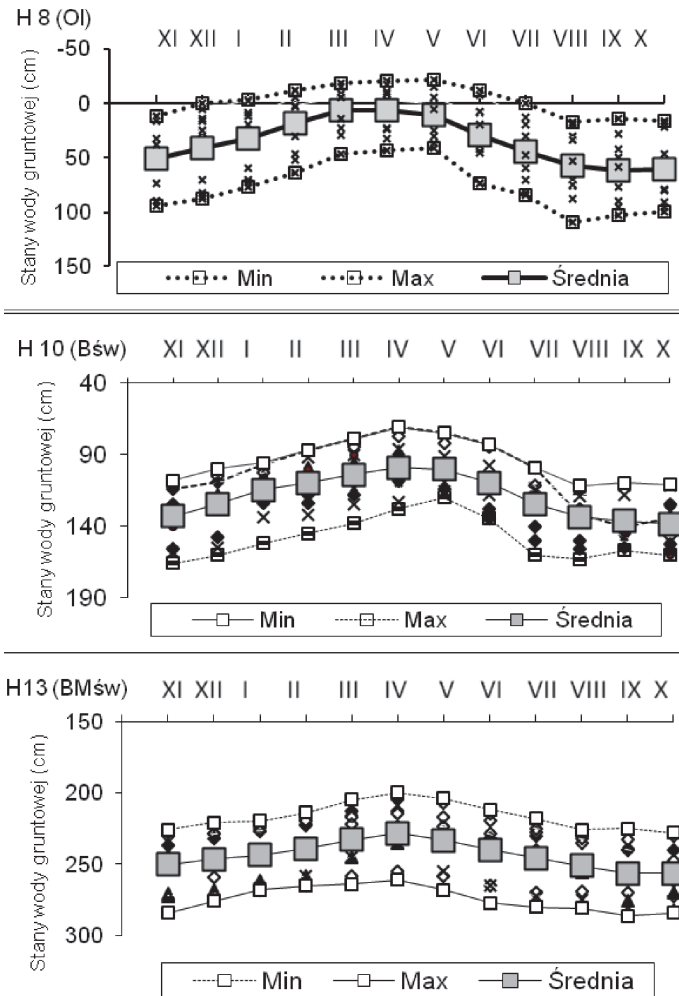 H 8 (Ol) XI XII I II III IV V VI VII VIII IX X
-50
0
50
100
150
Stany wody gruntowej (cm)
Min Max Średnia
H 10 (Bśw) XI XII I II III IV V VI VII VIII IX X
40
90
140
190
Stany wody gruntowej (cm)
Min Max Średnia
H13 (BMśw) XI XII I II III IV V VI VII VIII IX X
150
200
250
300
Stany wody gruntowej (cm)
Min Max Średnia